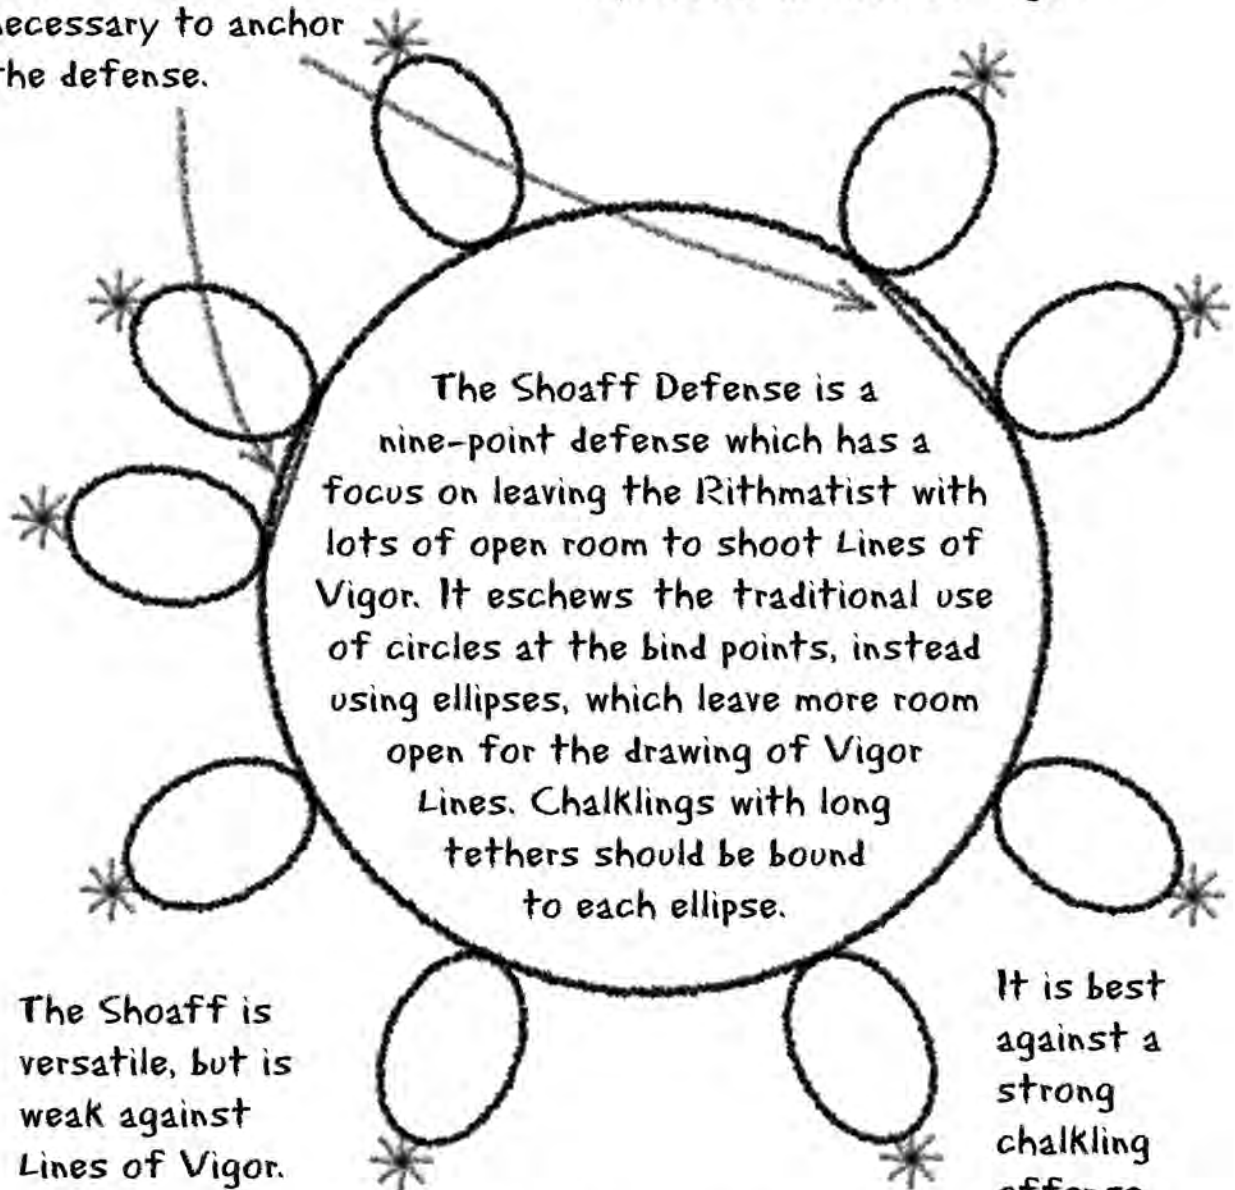 necessary to anchor
the defense.
The Shoaff Defense is a
nine-point defense which has a
focus on leaving the Rithmatist with
lots of open room to shoot Lines of
Vigor. It eschews the traditional use
of circles at the bind points, instead
using ellipses, which leave more room
open for the drawing of Vigor
Lines. Chalklings with long
tethers should be bound
to each ellipse.
The Shoaff is
versatile, but is
weak against
Lines of Vigor.
It is best
against a
strong
chalkling